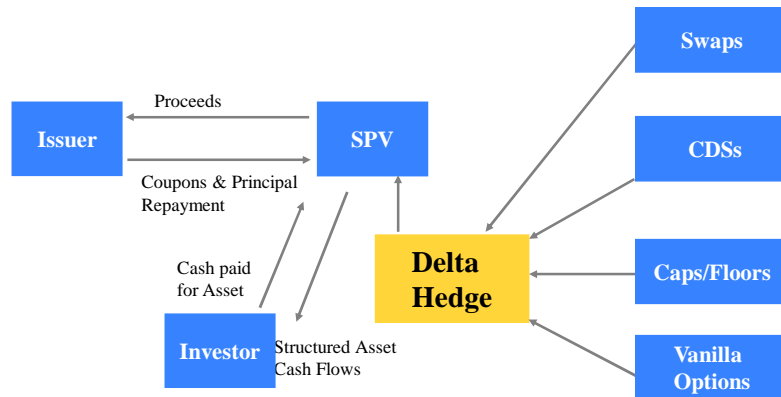 Swaps
Proceeds
Issuer
SPV
CDSs
Coupons & Principal
Repayment
Delta
Hedge
Cash paid
for Asset
Caps/Floors
Investor
Structured Asset
Cash Flows
Vanilla
Options